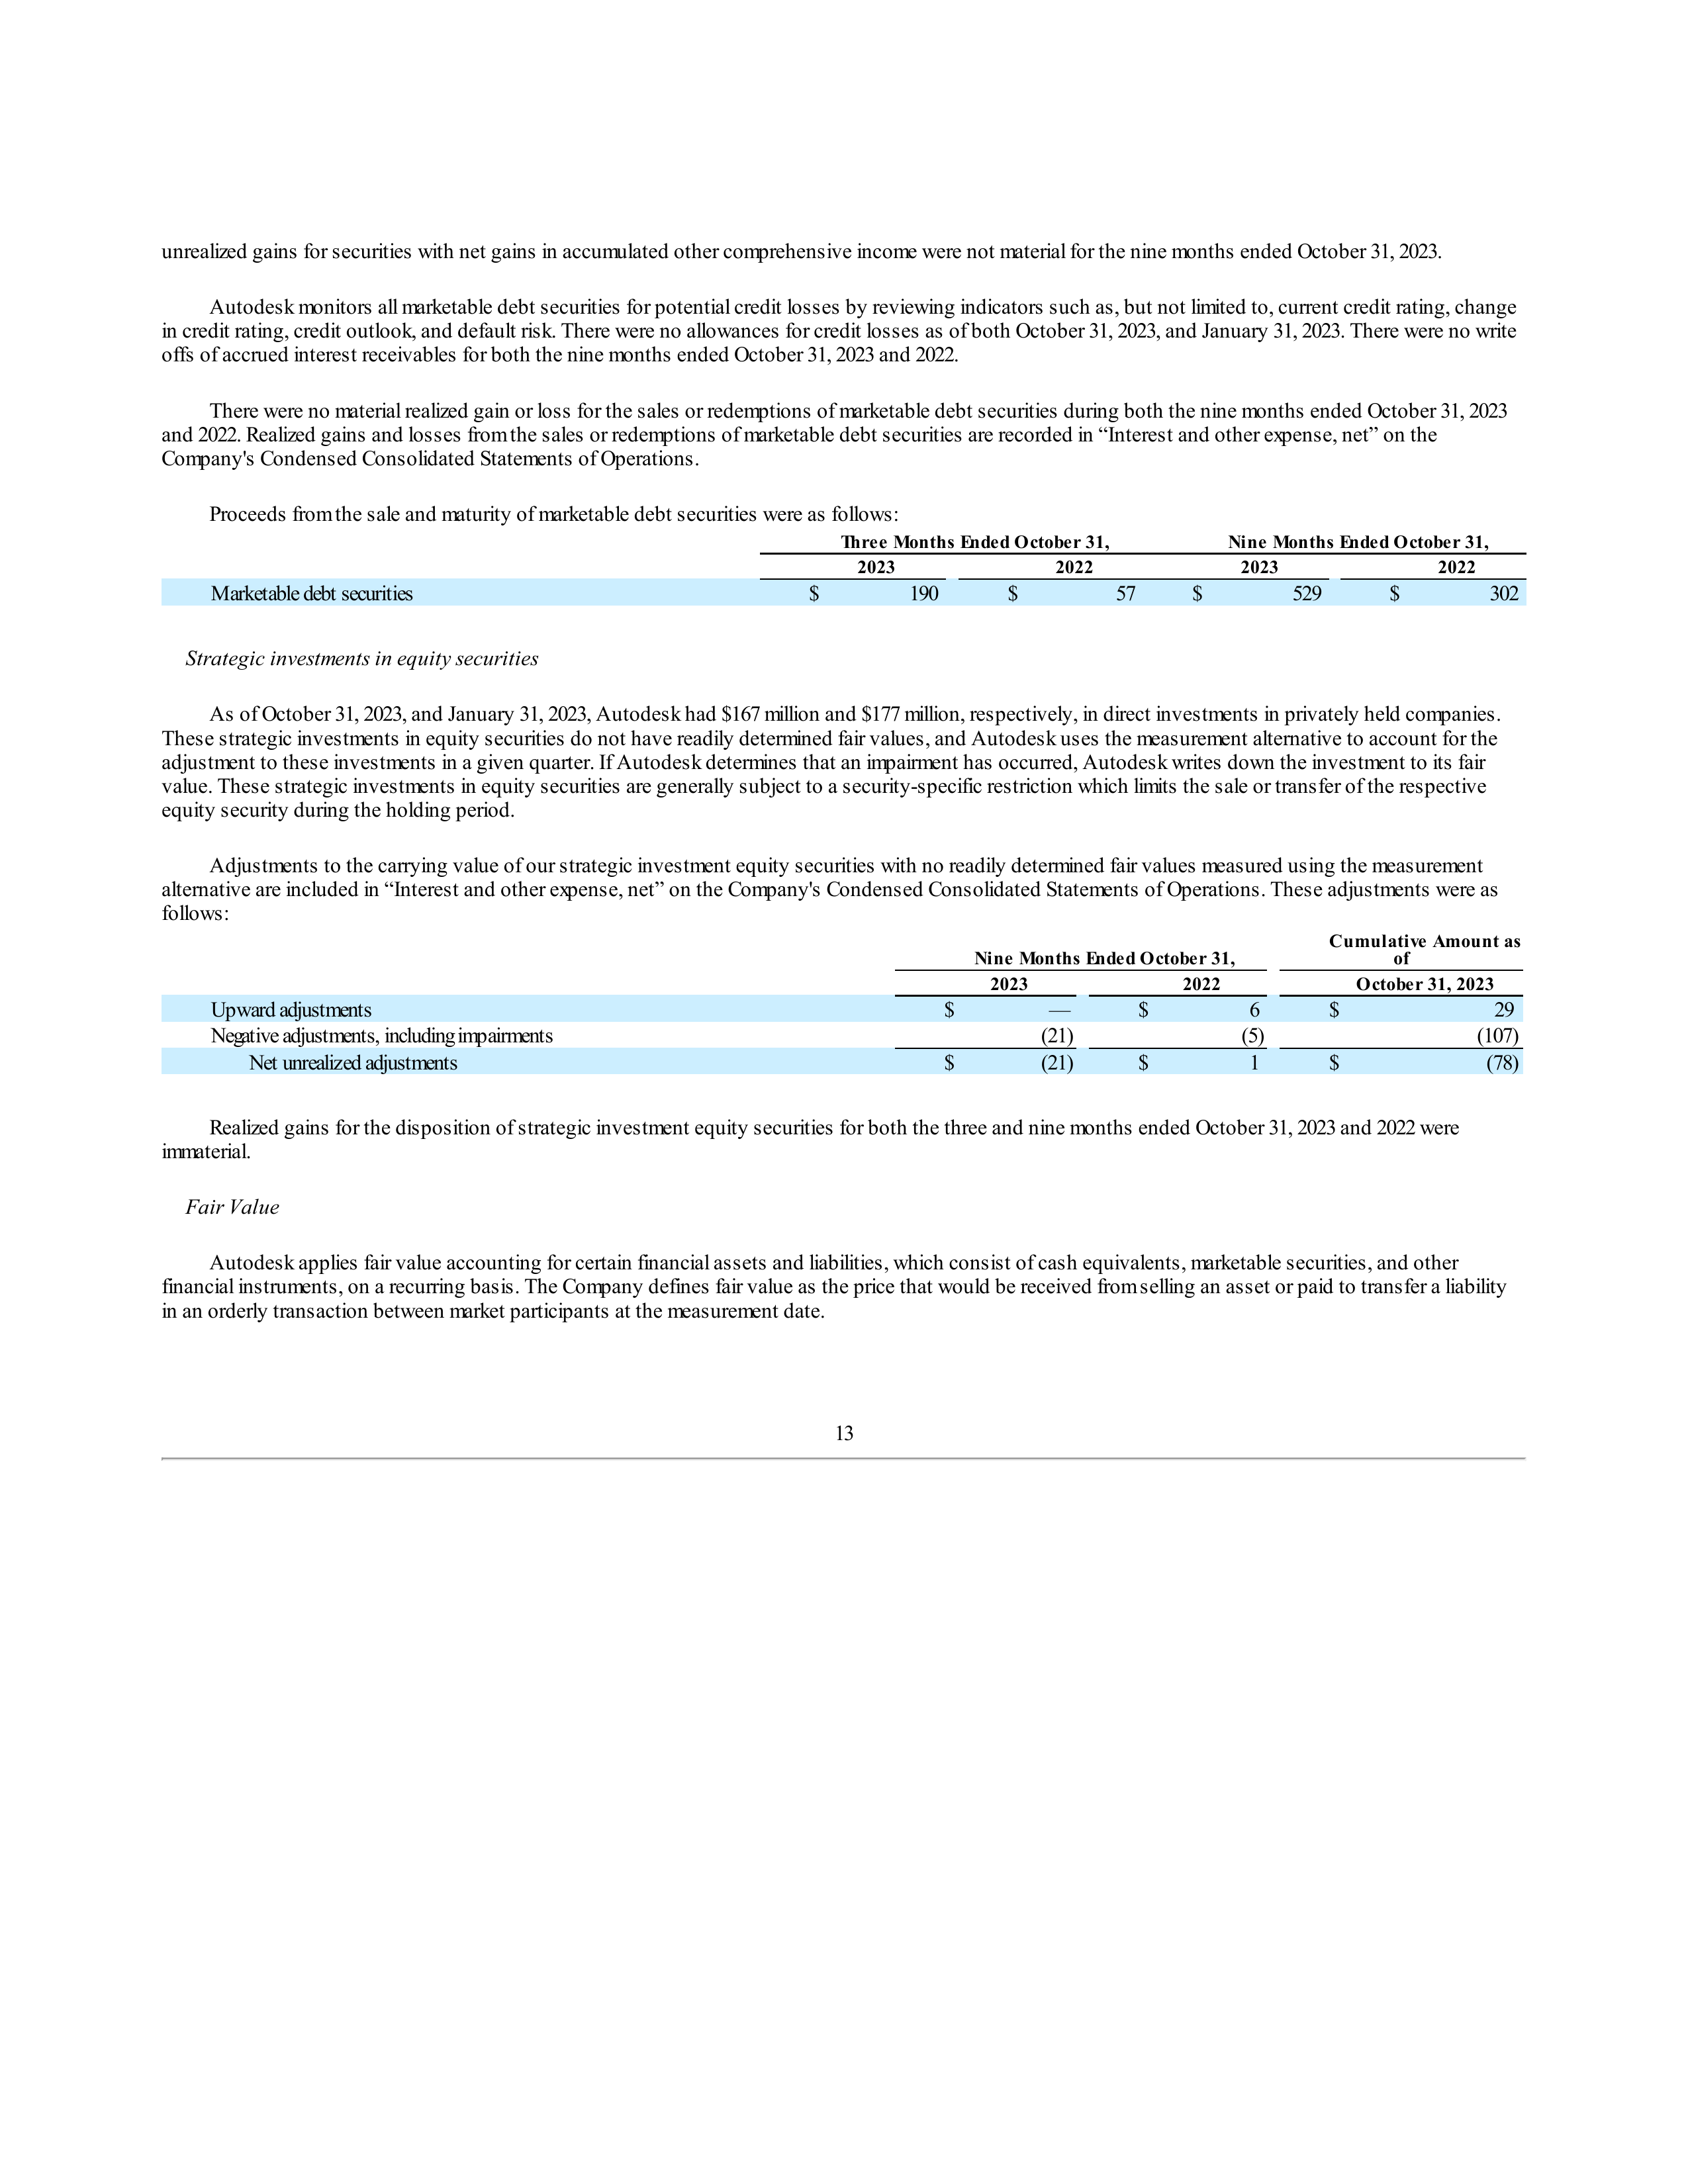 unrealized gains for securities with net gains in accumulated other comprehensive income were not material for the nine months ended October 31, 2023.
Autodesk monitors all marketable debt securities for potential credit losses by reviewing indicators such as, but not limited to, current credit rating, change
in credit rating, credit outlook, and default risk. There were no allowances for credit losses as of both October 31, 2023, and January 31, 2023. There were no write
offs of accrued interest receivables for both the nine months ended October 31, 2023 and 2022.
There were no material realized gain or loss for the sales or redemptions of marketable debt securities during both the nine months ended October 31, 2023
and 2022. Realized gains and losses from the sales or redemptions of marketable debt securities are recorded in “Interest and other expense, net” on the
Company's Condensed Consolidated Statements of Operations.
Proceeds from the sale and maturity of marketable debt securities were as follows:
Three Months Ended October 31, Nine Months Ended October 31,
2023 2022 2023 2022
Marketable debt securities $ 190 $ 57 $ 529 $ 302
Strategic investments in equity securities
As of October 31, 2023, and January 31, 2023, Autodesk had $167 million and $177 million, respectively, in direct investments in privately held companies.
These strategic investments in equity securities do not have readily determined fair values, and Autodesk uses the measurement alternative to account for the
adjustment to these investments in a given quarter. If Autodesk determines that an impairment has occurred, Autodesk writes down the investment to its fair
value. These strategic investments in equity securities are generally subject to a security-specific restriction which limits the sale or transfer of the respective
equity security during the holding period.
Adjustments to the carrying value of our strategic investment equity securities with no readily determined fair values measured using the measurement
alternative are included in “Interest and other expense, net” on the Company's Condensed Consolidated Statements of Operations. These adjustments were as
follows:
Nine Months Ended October 31, Cumulative Amount as
of
2023 2022 October 31, 2023
Upward adjustments $ — $ 6 $ 29
Negative adjustments, including impairments (21) (5) (107)
Net unrealized adjustments $ (21) $ 1 $ (78)
Realized gains for the disposition of strategic investment equity securities for both the three and nine months ended October 31, 2023 and 2022 were
immaterial.
Fair Value
Autodesk applies fair value accounting for certain financial assets and liabilities, which consist of cash equivalents, marketable securities, and other
financial instruments, on a recurring basis. The Company defines fair value as the price that would be received from selling an asset or paid to transfer a liability
in an orderly transaction between market participants at the measurement date.
13